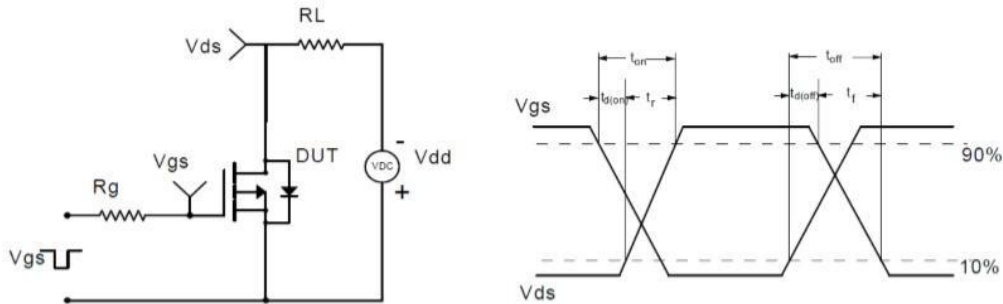 RL
Vds
Vgs
DUT
VDC
-
Vdd
+
Rg
Vgs
ton
toff
td(on)
tr
td(off)
tf
Vgs
90%
10%
Vds